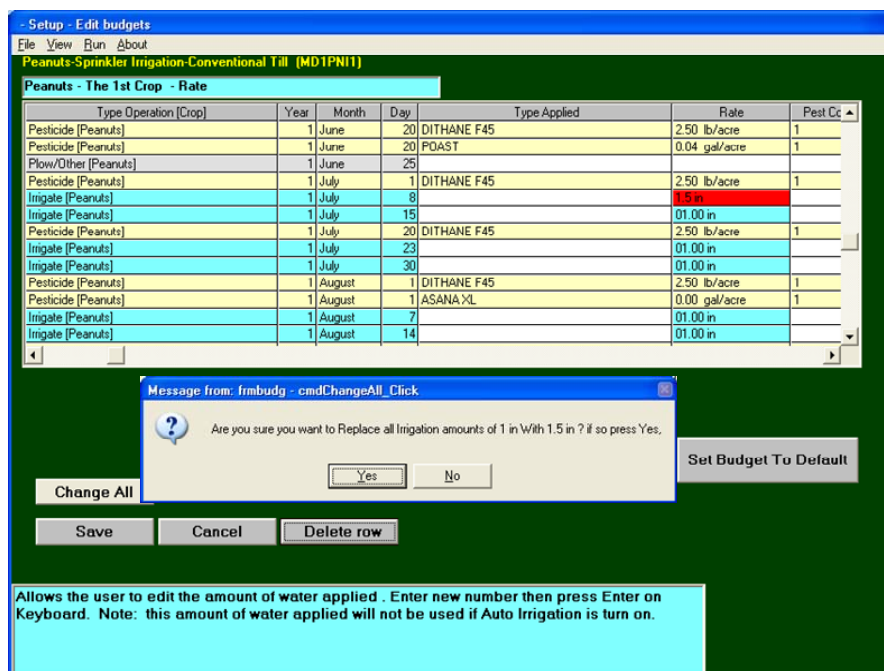 - Setup - Edit budgets
File View Run About
Peanuts-Sprinkler Irrigation-Conventional Till (MD1PNI1)
Peanuts - The 1st Crop - Rate
Type Operation [Crop] Year Month Day Type Applied Rate Pest Co
Pesticide [Peanuts] 1 June 20 DITHANE F45 2.50 lb/acre 1
Pesticide [Peanuts] 1 June 20 POAST 0.04 gal/acre 1
Plow/Other [Peanuts] 1 June 25
Pesticide [Peanuts] 1 July 1 DITHANE F45 2.50 lb/acre 1
Irrigate [Peanuts] 1 July 8 1.5 in
Irrigate [Peanuts] 1 July 15 01.00 in
Pesticide [Peanuts] 1 July 20 DITHANE F45 2.50 lb/acre 1
Irrigate [Peanuts] 1 July 23 01.00 in
Irrigate [Peanuts] 1 July 30 01.00 in
Pesticide [Peanuts] 1 August 1 DITHANE F45 2.50 lb/acre 1
Pesticide [Peanuts] 1 August 1 ASANA XL 0.00 gal/acre 1
Irrigate [Peanuts] 1 August 7 01.00 in
Irrigate [Peanuts] 1 August 14 01.00 in
Message from: frmbudg - cmdChangeAll_Click
Are you sure you want to Replace all Irrigation amounts of 1 in With 1.5 in ? if so press Yes,
Yes No
Set Budget To Default
Change All
Save Cancel Delete row
Allows the user to edit the amount of water applied . Enter new number then press Enter on
Keyboard. Note: this amount of water applied will not be used if Auto Irrigation is turn on.